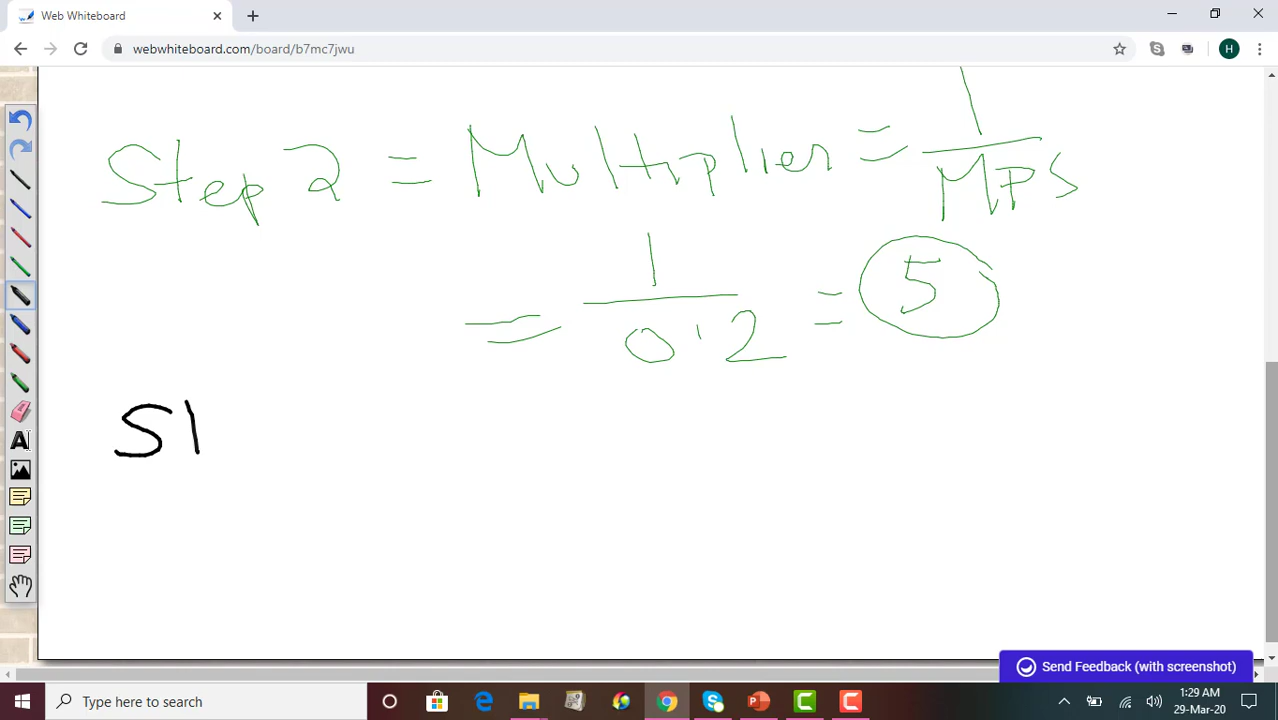 Web Whiteboard
webwhiteboard.com/board/b7mc7jwu
H
Step 2 = Multiplier = 1
MPS
= 1 = 5
0.2
St
A
Send Feedback (with screenshot)
Type here to search
1:29 AM
29-Mar-20